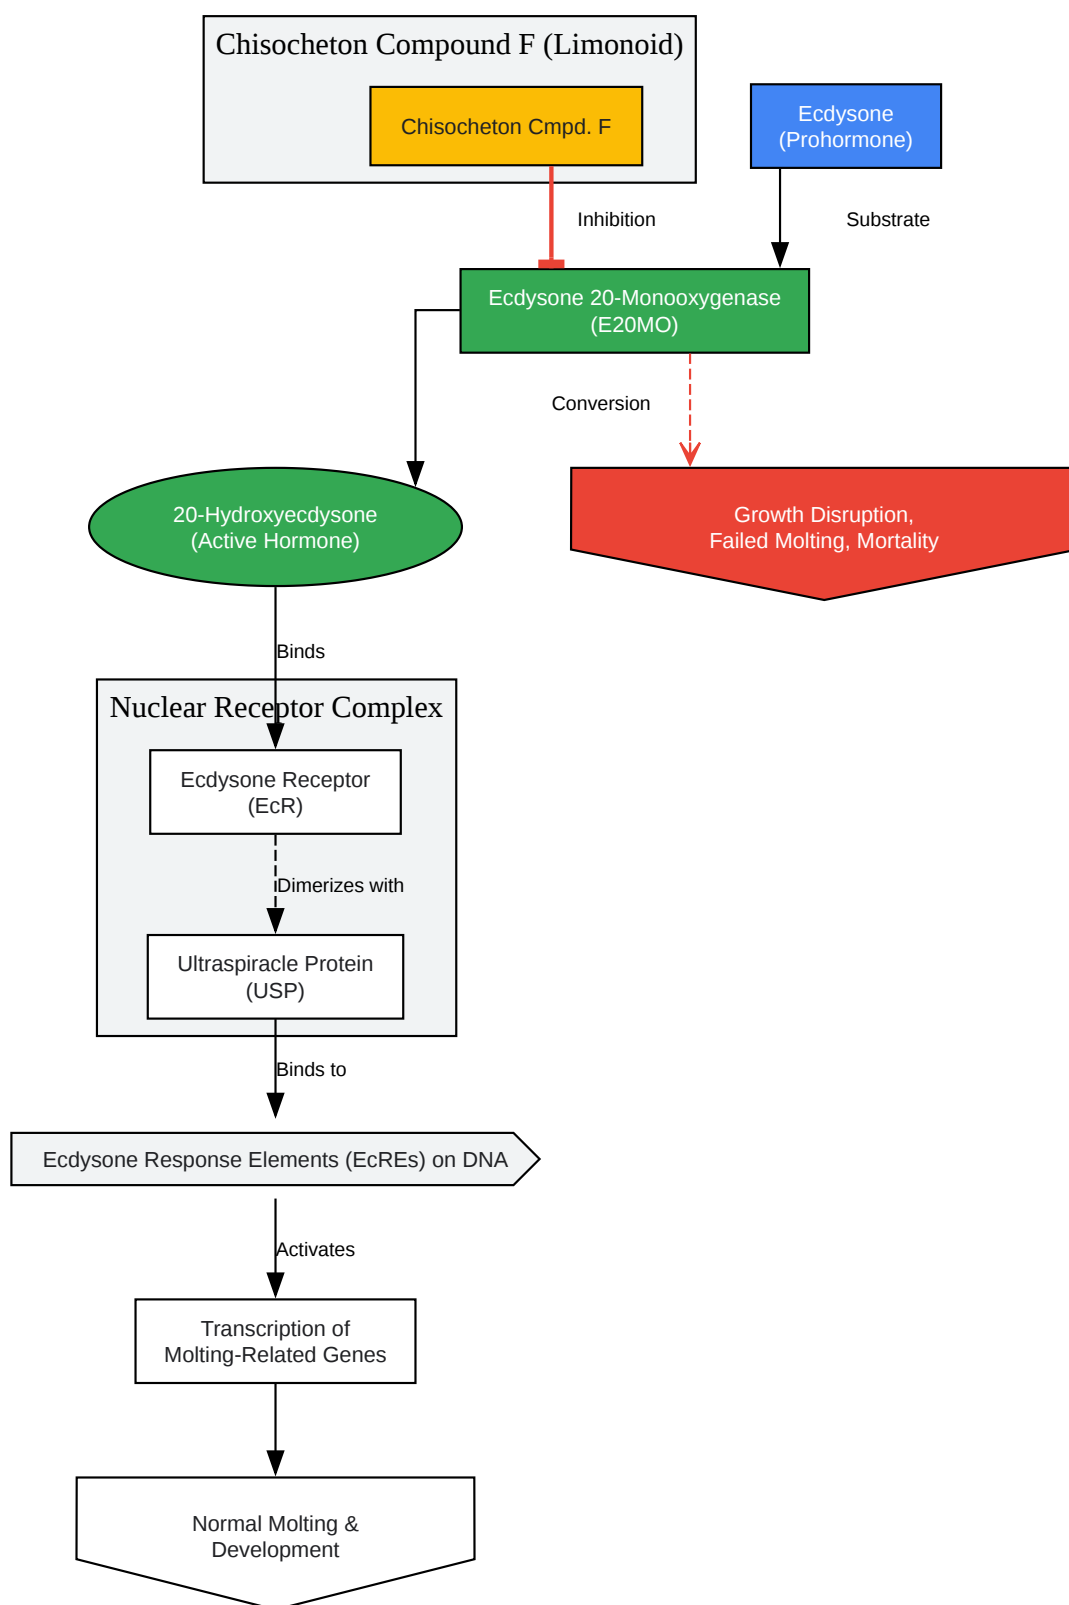 Chisocheton Compound F (Limonoid)
Chisocheton Cmpd. F
Ecdysone
(Prohormone)
Inhibition
Substrate
Ecdysone 20-Monooxygenase
(E20MO)
Conversion
20-Hydroxyecdysone
(Active Hormone)
Growth Disruption,
Failed Molting, Mortality
Binds
Nuclear Receptor Complex
Ecdysone Receptor
(EcR)
Dimerizes with
Ultraspiracle Protein
(USP)
Binds to
Ecdysone Response Elements (EcREs) on DNA
Activates
Transcription of
Molting-Related Genes
Normal Molting &
Development